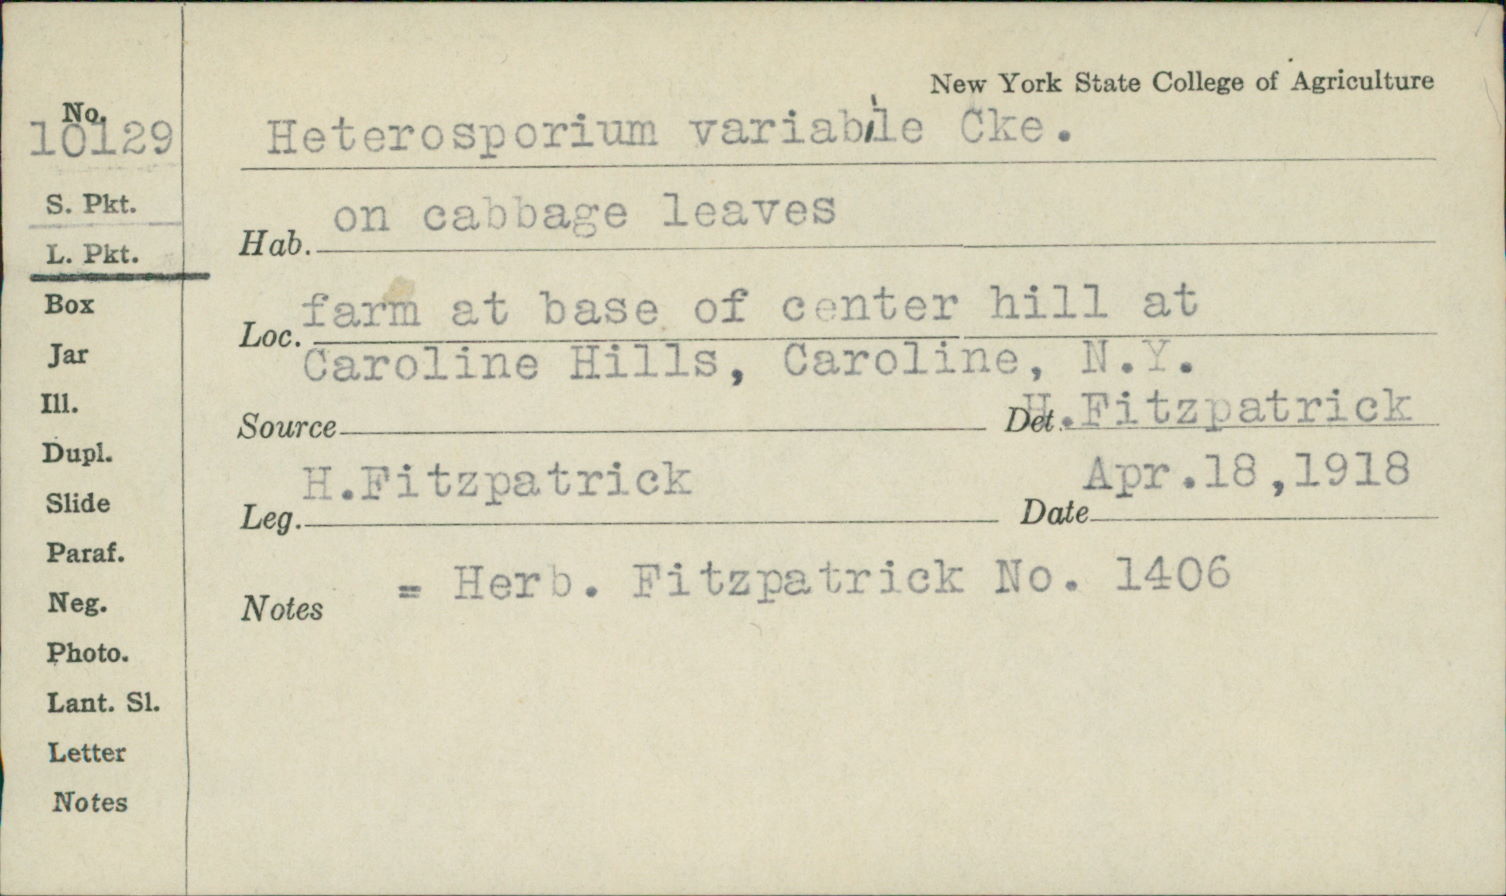 New York State College of Agriculture
No.
10129
Heterosporium variabile Cke.
S. Pkt.
on cabbage leaves
Hab.
L. Pkt.
Box
farm at base of center hill at
Loc.
Caroline Hills, Caroline, N.Y.
Jar
Ill.
Source
Det. H.Fitzpatrick
Dupl.
H.Fitzpatrick
Leg.
Apr.18,1918
Date
Slide
Paraf.
= Herb. Fitzpatrick No. 1406
Notes
Neg.
Photo.
Lant. Sl.
Letter
Notes